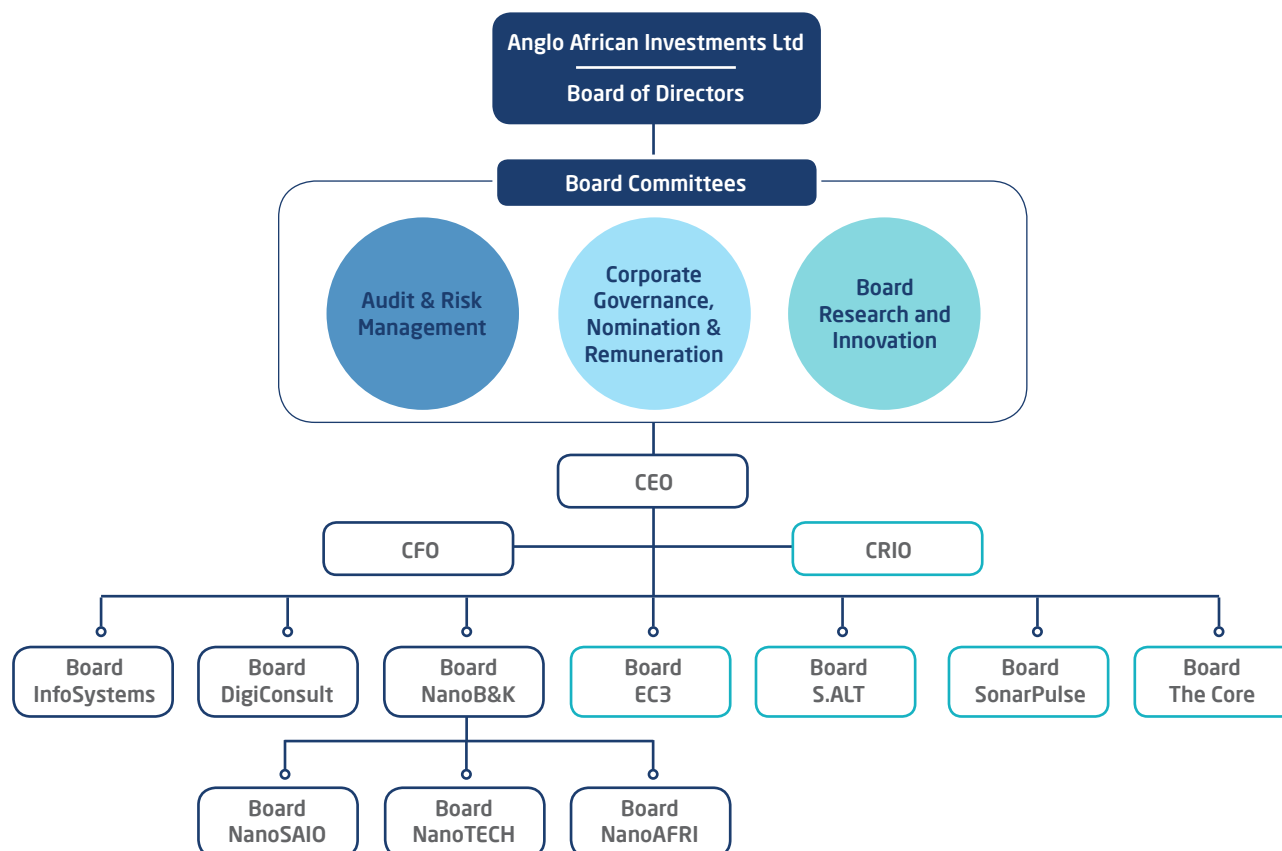 Anglo African Investments Ltd
Board of Directors
Board Committees
Audit & Risk
Management
Corporate
Governance,
Nomination &
Remuneration
Board
Research and
Innovation
CEO
CFO
CRIO
Board
InfoSystems
Board
DigiConsult
Board
NanoB&K
Board
EC3
Board
S.ALT
Board
SonarPulse
Board
The Core
Board
NanoSAIO
Board
NanoTECH
Board
NanoAFRI